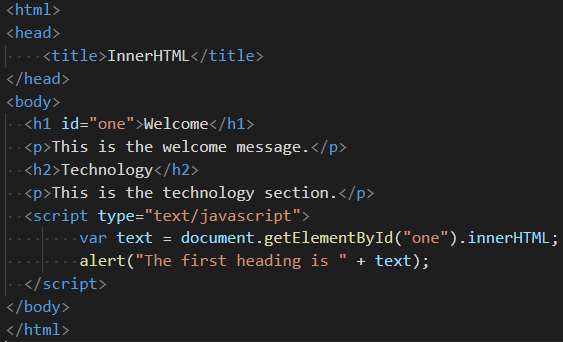 <html>
<head>
<title>InnerHTML</title>
</head>
<body>
<h1 id="one">Welcome</h1>
<p>This is the welcome message.</p>
<h2>Technology</h2>
<p>This is the technology section.</p>
<script type="text/javascript">
var text = document.getElementById("one").innerHTML;
alert("The first heading is " + text);
</script>
</body>
</html>